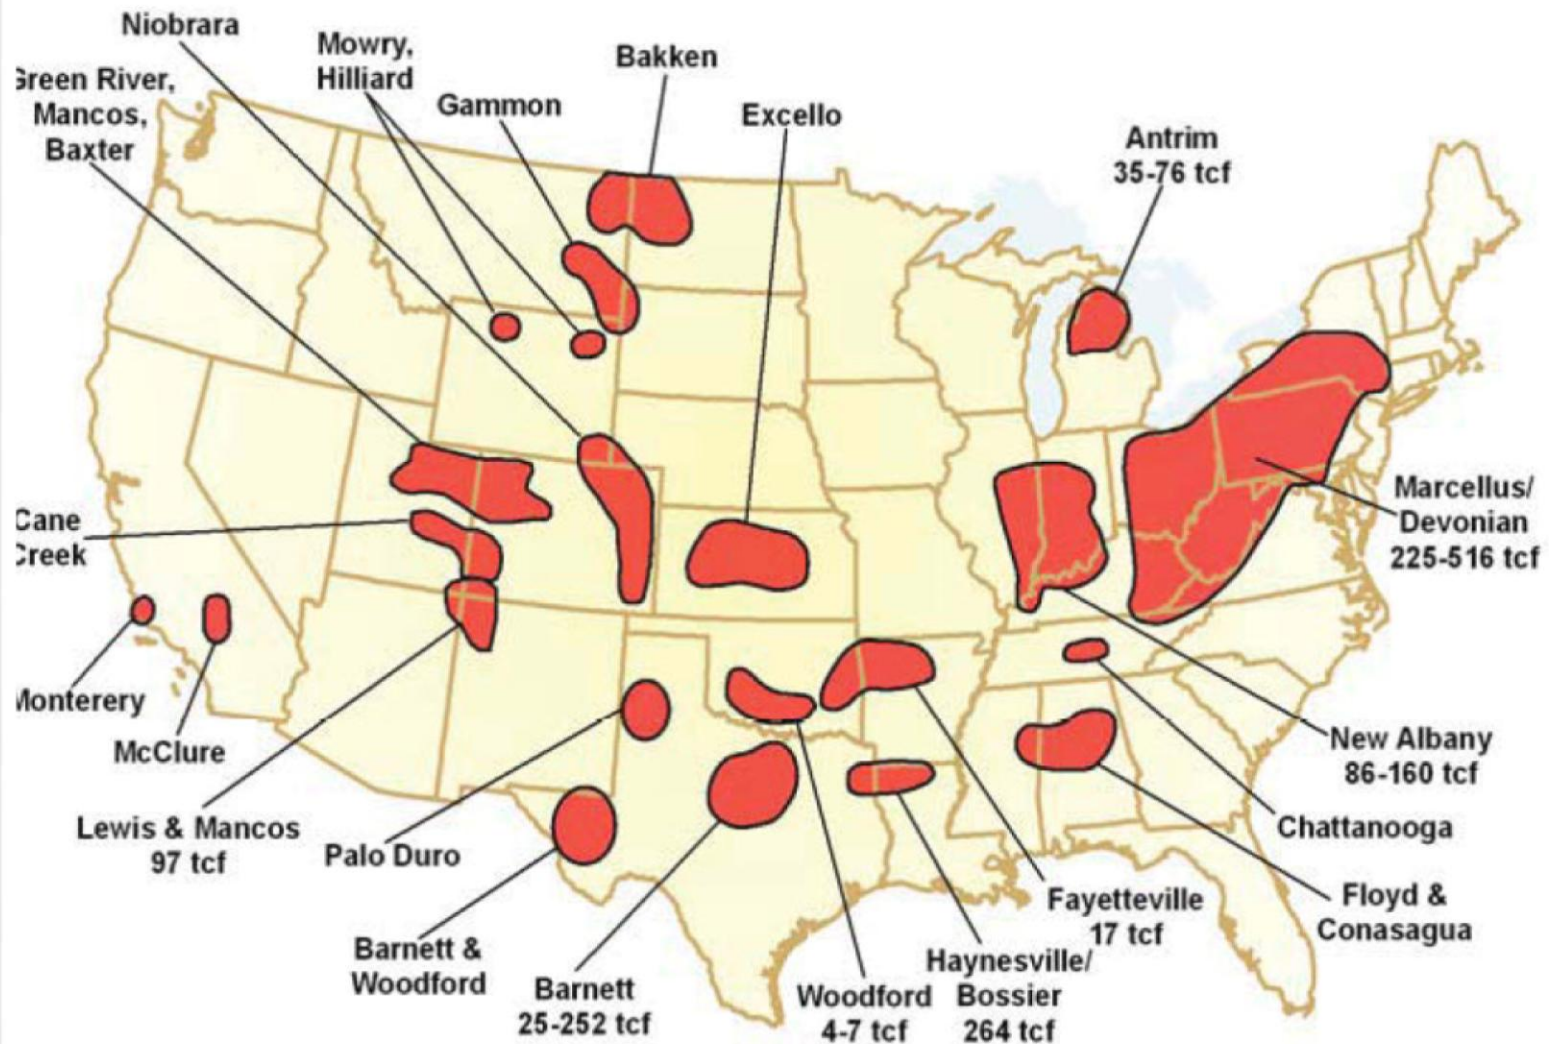 Niobrara
Mowry,
Hilliard
Bakken
Green River,
Mancos,
Baxter
Gammon
Excello
Antrim
35-76 tcf
Cane
Creek
Marcellus/
Devonian
225-516 tcf
Monterery
McClure
New Albany
86-160 tcf
Lewis & Mancos
97 tcf
Palo Duro
Chattanooga
Barnett &
Woodford
Barnett
25-252 tcf
Woodford
4-7 tcf
Haynesville/
Bossier
264 tcf
Fayetteville
17 tcf
Floyd &
Conasagua